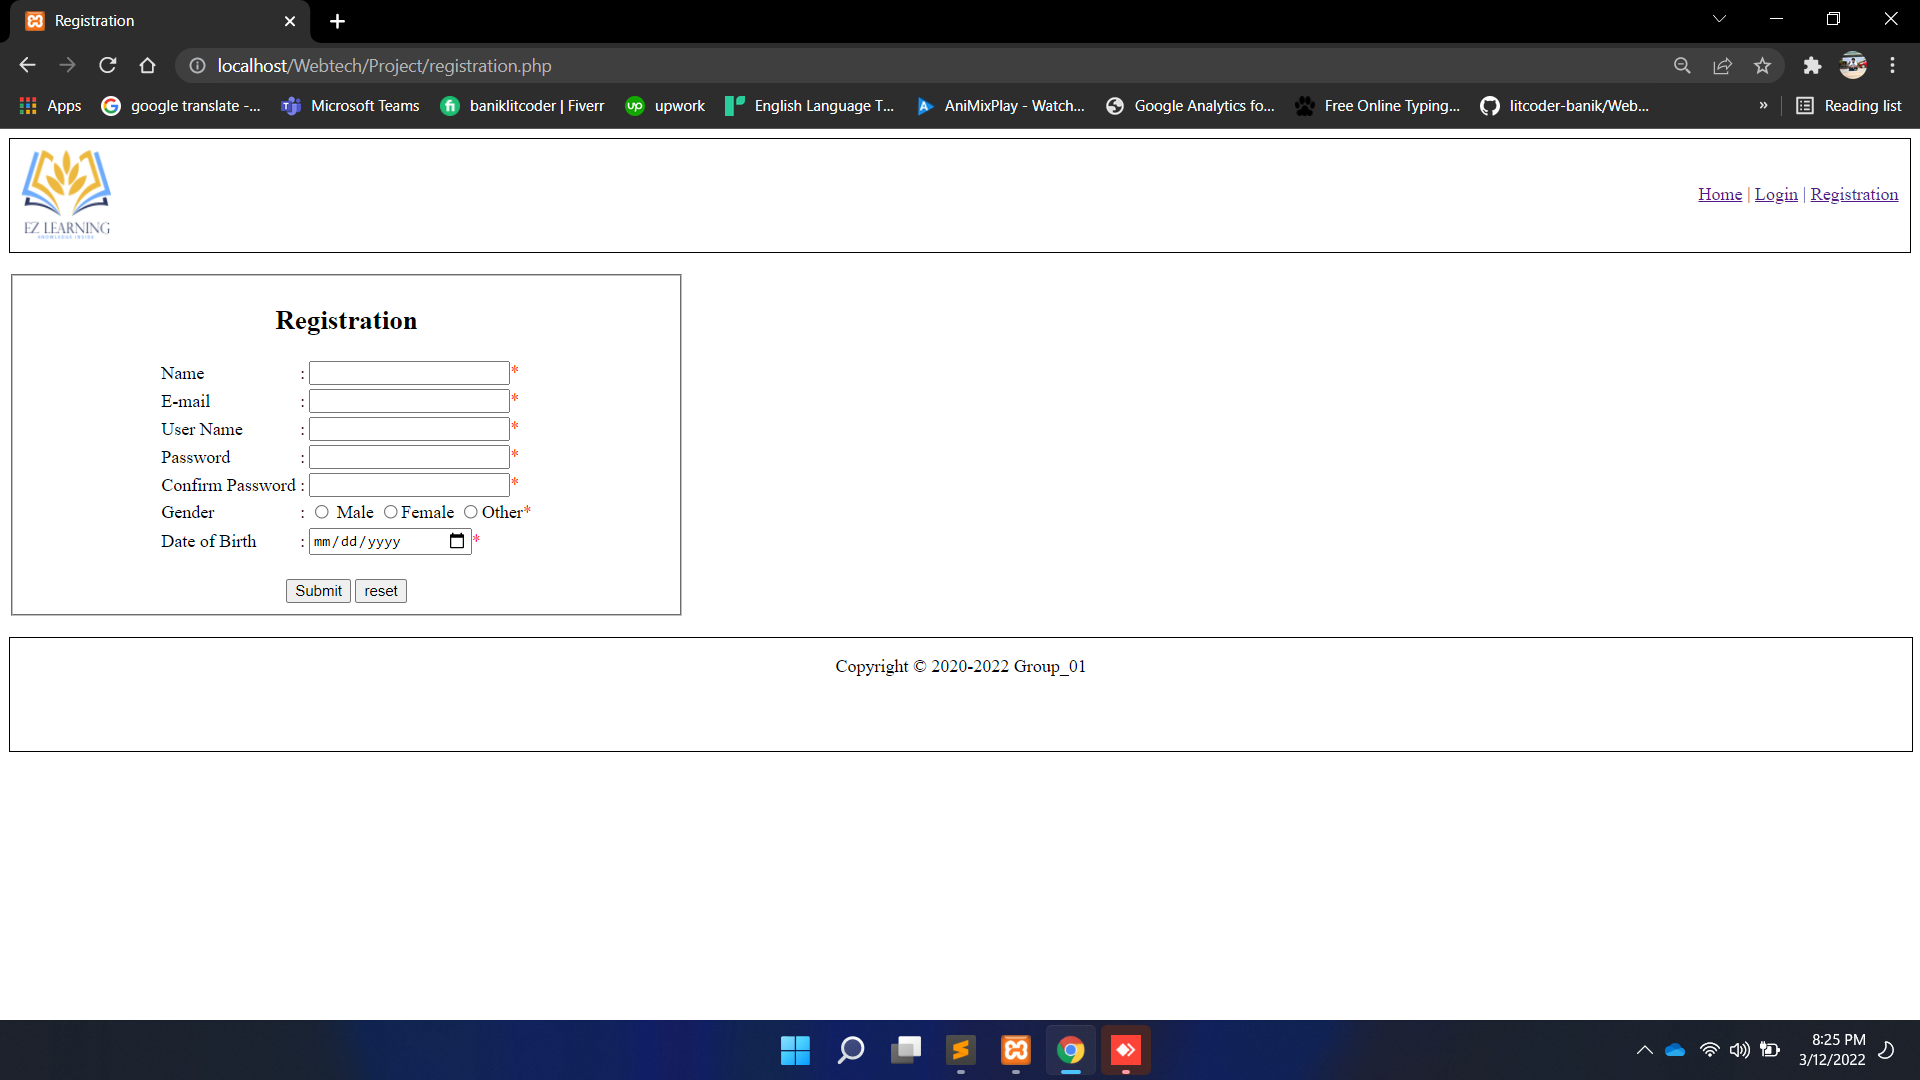 Registration
localhost/Webtech/Project/registration.php
Apps google translate -... Microsoft Teams baniklitcoder | Fiverr upwork English Language T... AniMixPlay - Watch... Google Analytics fo... Free Online Typing... litcoder-banik/Web... » Reading list
EZ LEARNING
KNOWLEDGE INSIDE
Home | Login | Registration
Registration
Name : *
E-mail : *
User Name : *
Password : *
Confirm Password : *
Gender : Male Female Other*
Date of Birth : mm/dd/yyyy *
Submit reset
Copyright © 2020-2022 Group_01
8:25 PM
3/12/2022